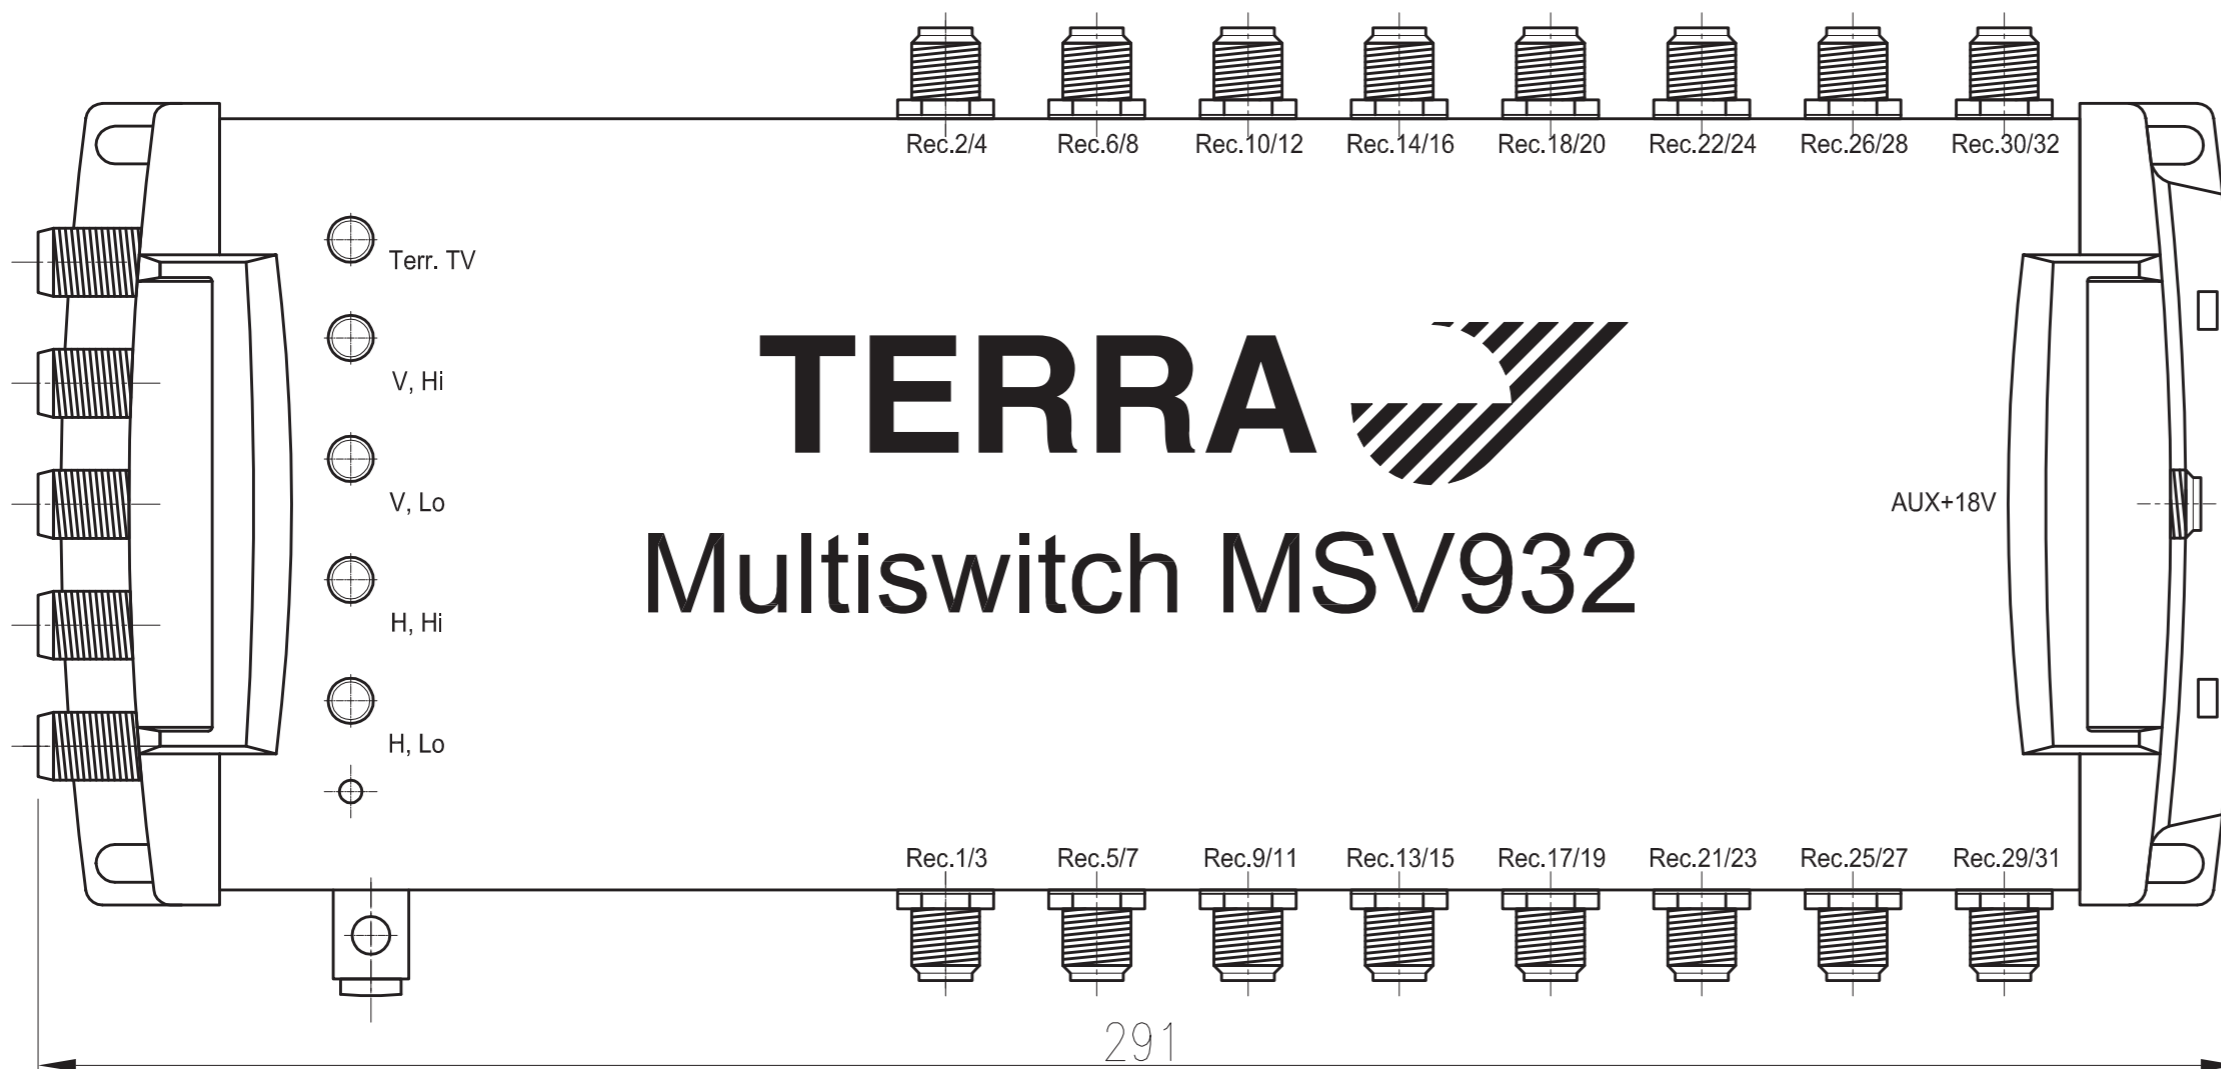 Rec.2/4 Rec.6/8 Rec.10/12 Rec.14/16 Rec.18/20 Rec.22/24 Rec.26/28 Rec.30/32
Terr. TV
V, Hi
TERRA
V, Lo
AUX+18V
Multiswitch MSV932
H, Hi
H, Lo
Rec.1/3 Rec.5/7 Rec.9/11 Rec.13/15 Rec.17/19 Rec.21/23 Rec.25/27 Rec.29/31
291